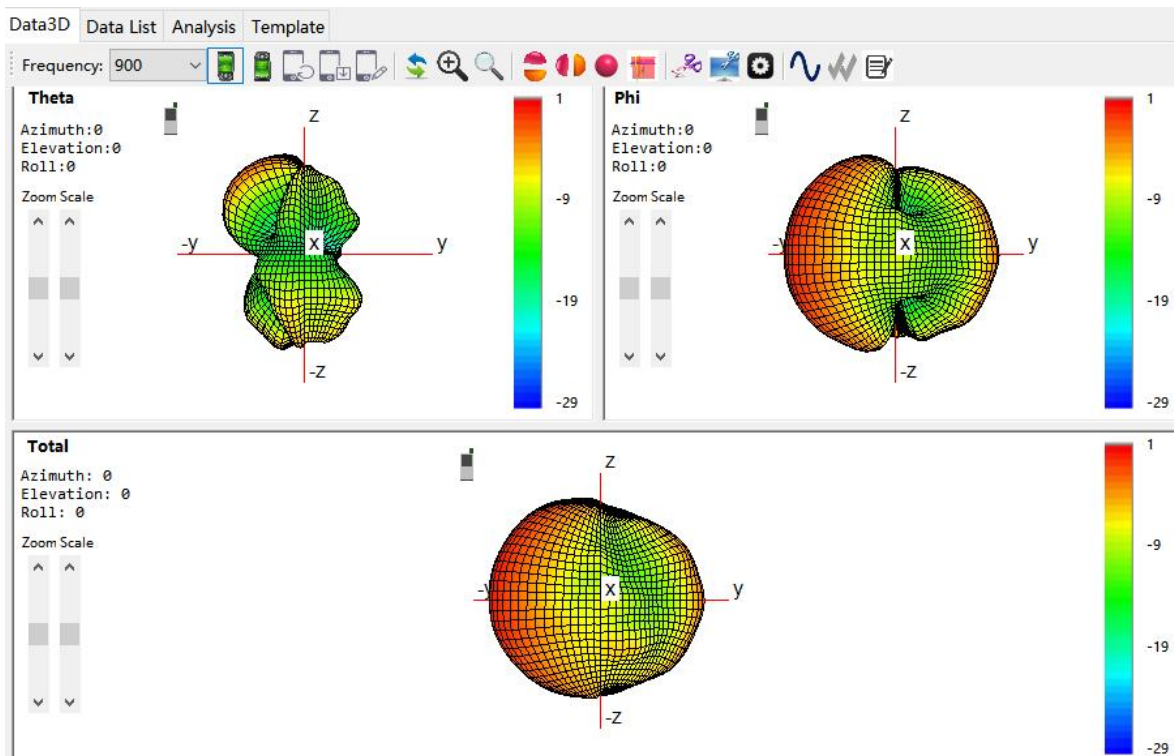 Data3D Data List Analysis Template
Frequency: 900
Theta
Azimuth:0
Elevation:0
Roll:0
Zoom Scale
z
-y
x
y
-z
1
-9
-19
-29
Phi
Azimuth:0
Elevation:0
Roll:0
Zoom Scale
z
-y
x
y
-z
1
-9
-19
-29
Total
Azimuth: 0
Elevation: 0
Roll: 0
Zoom Scale
z
-y
x
y
-z
1
-9
-19
-29